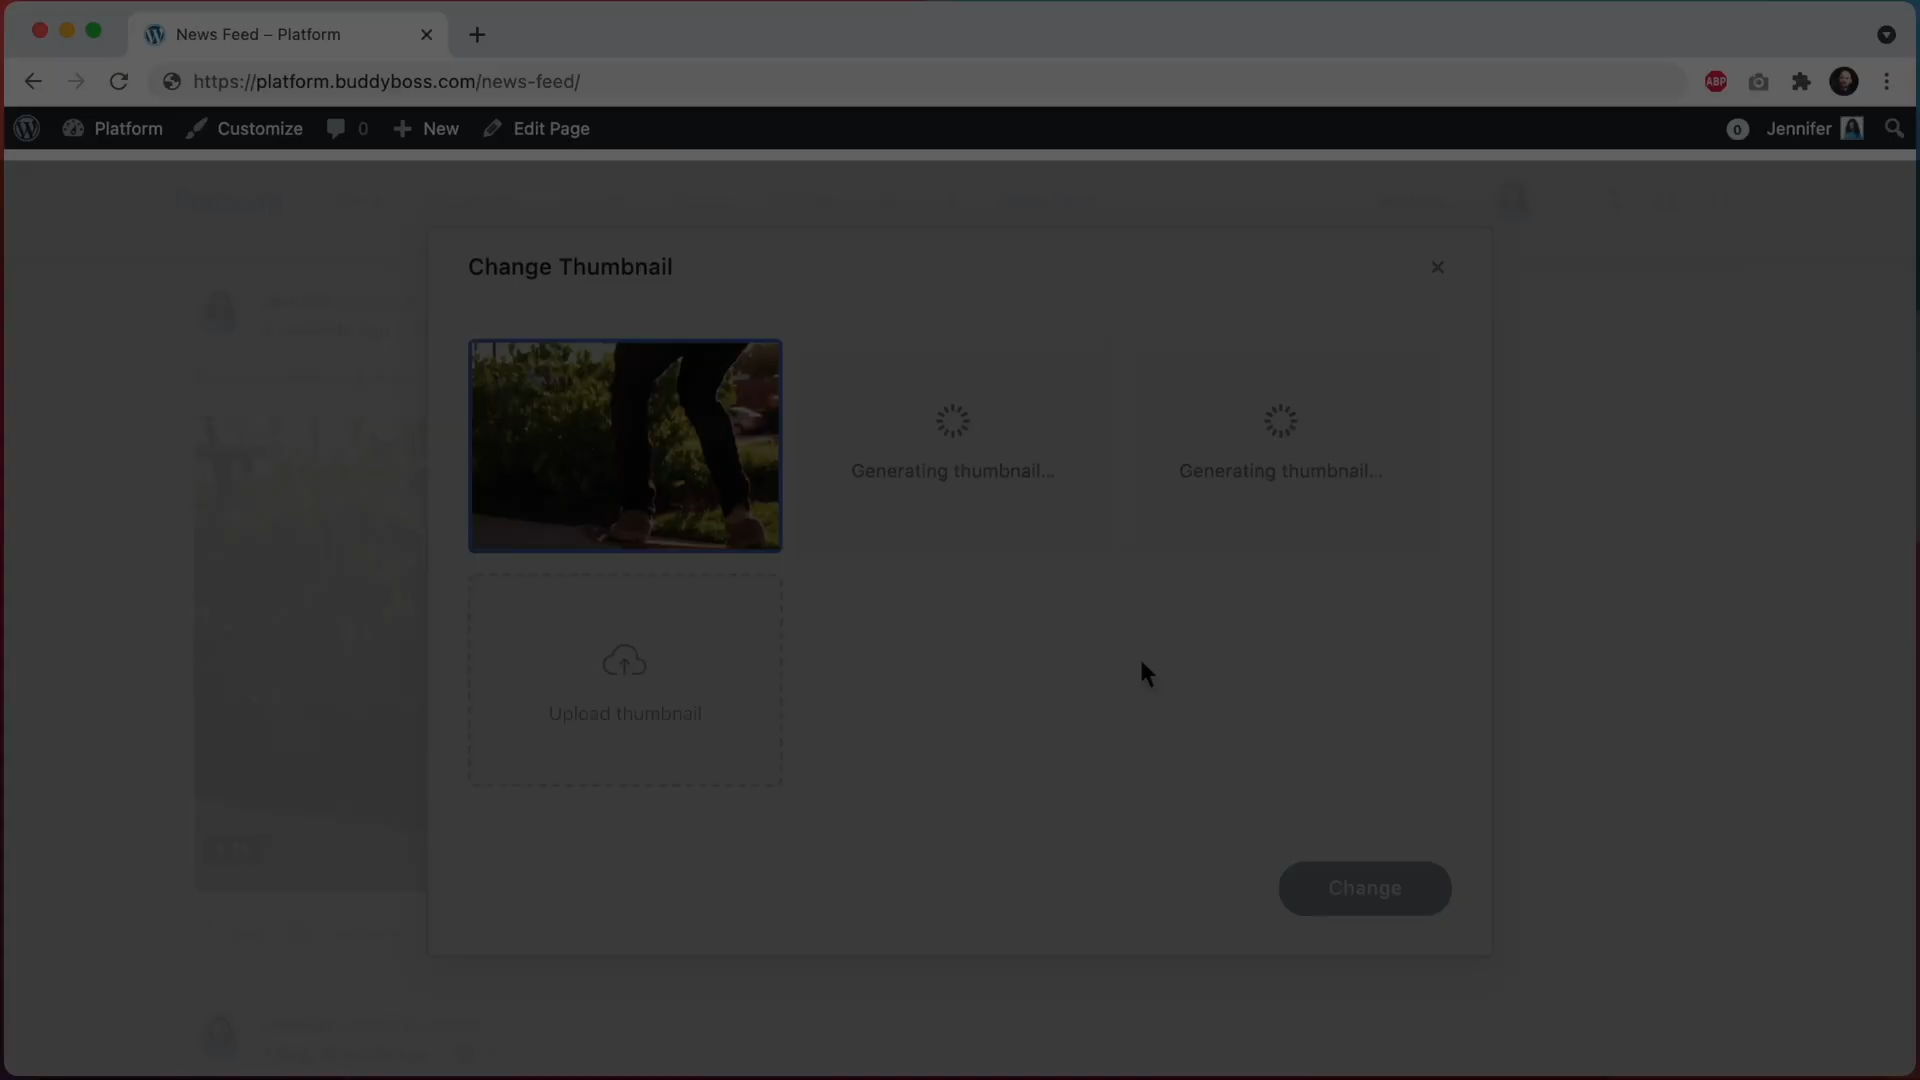 News Feed – Platform
https://platform.buddyboss.com/news-feed/
ABP
Platform
Customize
0
New
Edit Page
0
Jennifer
Change Thumbnail
Generating thumbnail...
Generating thumbnail...
Upload thumbnail
Change